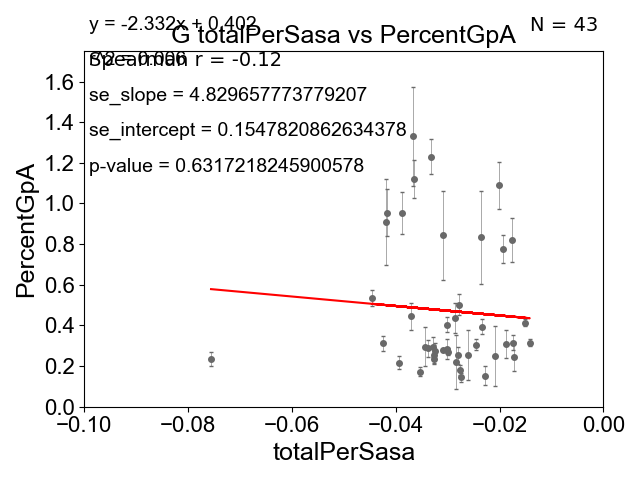 y = -2.332x + 0.402
N = 43
G totalPerSasa vs PercentGpA
Spearman r = -0.12
se_slope = 4.829657773779207
se_intercept = 0.1547820862634378
p-value = 0.6317218245900578
PercentGpA
1.6
1.4
1.2
1.0
0.8
0.6
0.4
0.2
0.0
−0.10
−0.08
−0.06
−0.04
−0.02
0.00
totalPerSasa